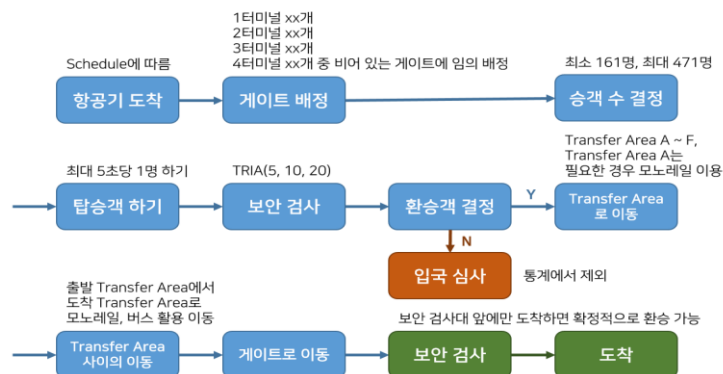 1터미널 xx개
2터미널 xx개
3터미널 xx개
4터미널 xx개 중 비어 있는 게이트에 임의 배정
Schedule에 따름
최소 161명, 최대 471명
항공기 도착
게이트 배정
승객 수 결정
Transfer Area A ~ F,
Transfer Area A는
필요한 경우 모노레일 이용
최대 5초당 1명 하기
TRIA(5, 10, 20)
탑승객 하기
보안 검사
환승객 결정
Y
Transfer Area
로 이동
N
입국 심사
통계에서 제외
출발 Transfer Area에서
도착 Transfer Area로
모노레일, 버스 활용 이동
보안 검사대 앞에만 도착하면 확정적으로 환승 가능
Transfer Area
사이의 이동
게이트로 이동
보안 검사
도착